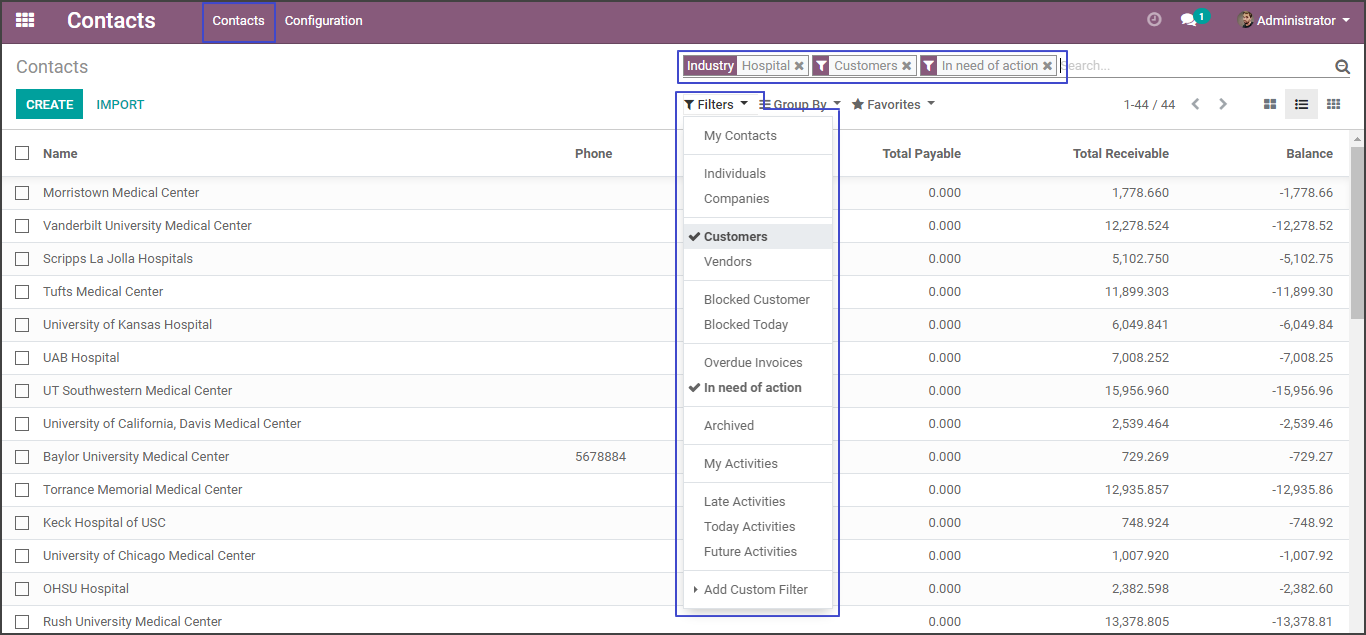 Contacts Contacts Configuration 1 Administrator
Contacts Industry Hospital Customers In need of action Search...
CREATE IMPORT Filters Group By Favorites 1-44 / 44
Name Phone Total Payable Total Receivable Balance
My Contacts
Individuals
Companies
Customers
Vendors
Blocked Customer
Blocked Today
Overdue Invoices
In need of action
Archived
My Activities
Late Activities
Today Activities
Future Activities
Add Custom Filter
Morristown Medical Center 0.000 1,778.660 -1,778.66
Vanderbilt University Medical Center 0.000 12,278.524 -12,278.52
Scripps La Jolla Hospitals 0.000 5,102.750 -5,102.75
Tufts Medical Center 0.000 11,899.303 -11,899.30
University of Kansas Hospital 0.000 6,049.841 -6,049.84
UAB Hospital 0.000 7,008.252 -7,008.25
UT Southwestern Medical Center 0.000 15,956.960 -15,956.96
University of California, Davis Medical Center 0.000 2,539.464 -2,539.46
Baylor University Medical Center 5678884 0.000 729.269 -729.27
Torrance Memorial Medical Center 0.000 12,935.857 -12,935.86
Keck Hospital of USC 0.000 748.924 -748.92
University of Chicago Medical Center 0.000 1,007.920 -1,007.92
OHSU Hospital 0.000 2,382.598 -2,382.60
Rush University Medical Center 0.000 13,378.805 -13,378.81